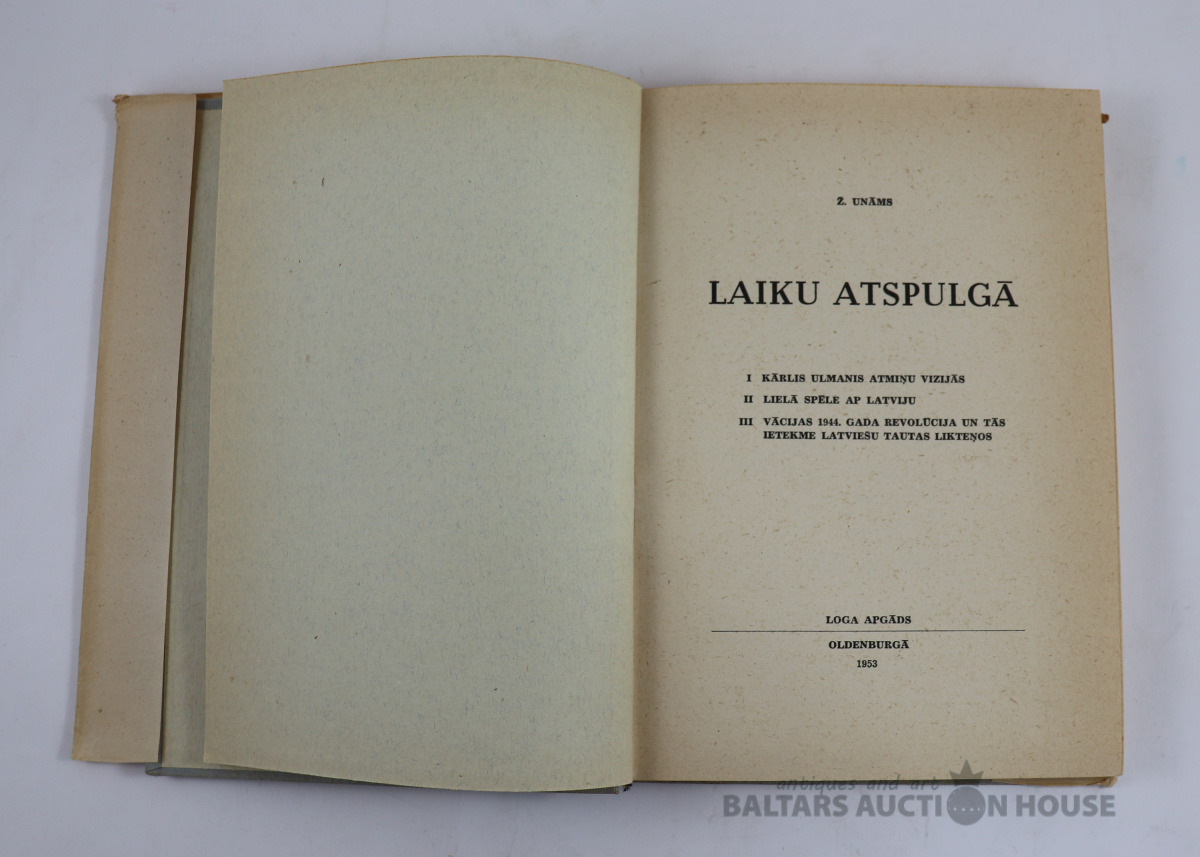 Ž. UNĀMS
LAIKU ATSPULGĀ
I KĀRLIS ULMANIS ATMIŅU VIZIJĀS
II LIELĀ SPĒLE AP LATVIJU
III VĀCIJAS 1944. GADA REVOLŪCIJA UN TĀS
IETEKME LATVIEŠU TAUTAS LIKTEŅOS
LOGA APGĀDS
OLDENBURGĀ
1953
antiques and art
BALTARS AUCTION HOUSE